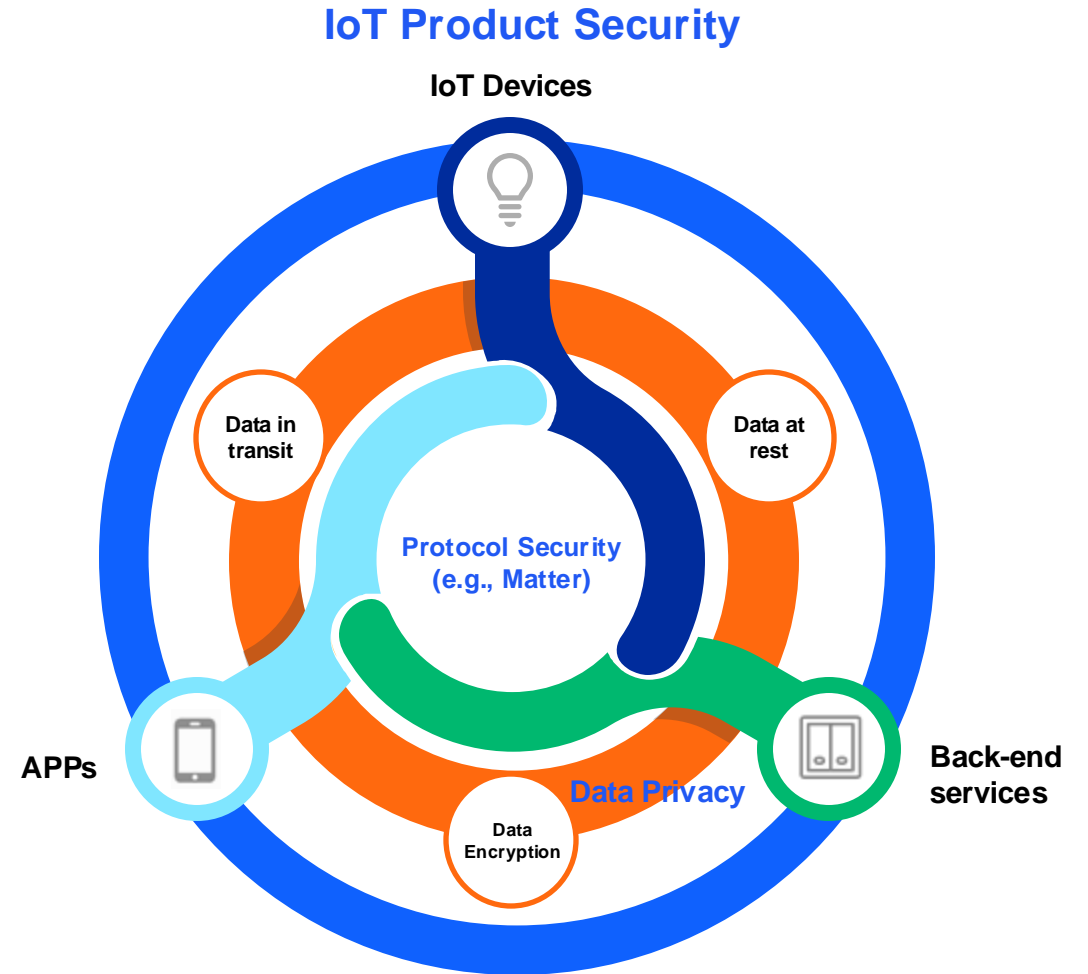 IoT Product Security
IoT Devices
Data in
transit
Data at
rest
Protocol Security
(e.g., Matter)
APPs
Back-end
services
Data Privacy
Data
Encryption